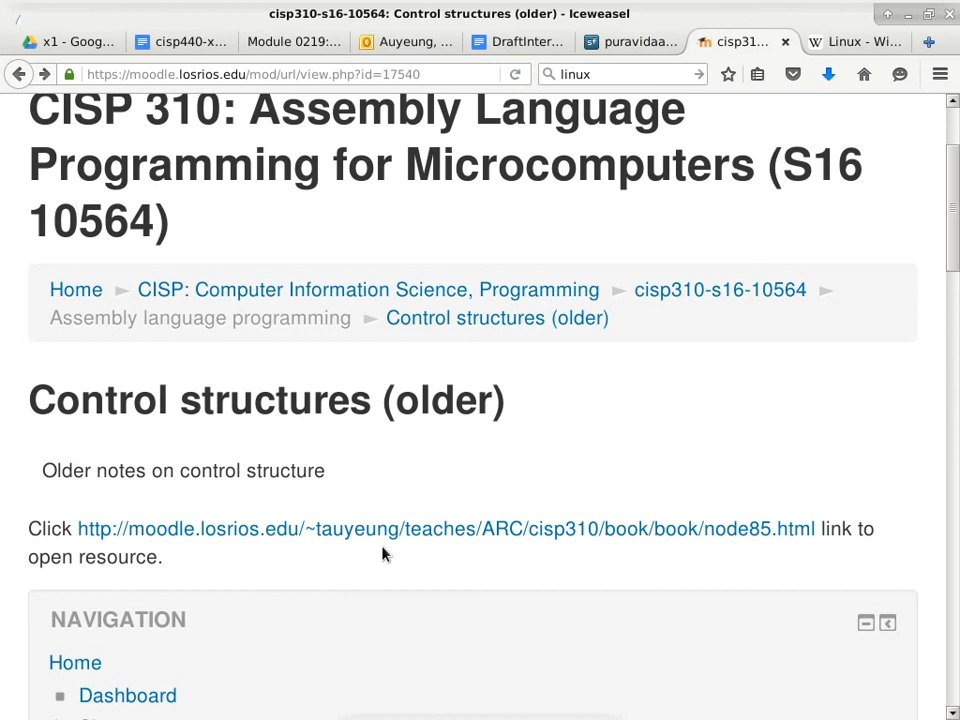 cisp310-s16-10564: Control structures (older) - Iceweasel
x1 - Goog... cisp440-x... Module 0219:... Auyeung, ... DraftInter... puravidaa... cisp31... Linux - Wi...
https://moodle.losrios.edu/mod/url/view.php?id=17540 linux
CISP 310: Assembly Language
Programming for Microcomputers (S16
10564)
Home ► CISP: Computer Information Science, Programming ► cisp310-s16-10564 ►
Assembly language programming ► Control structures (older)
Control structures (older)
Older notes on control structure
Click http://moodle.losrios.edu/~tauyeung/teaches/ARC/cisp310/book/book/node85.html link to
open resource.
NAVIGATION
Home
Dashboard